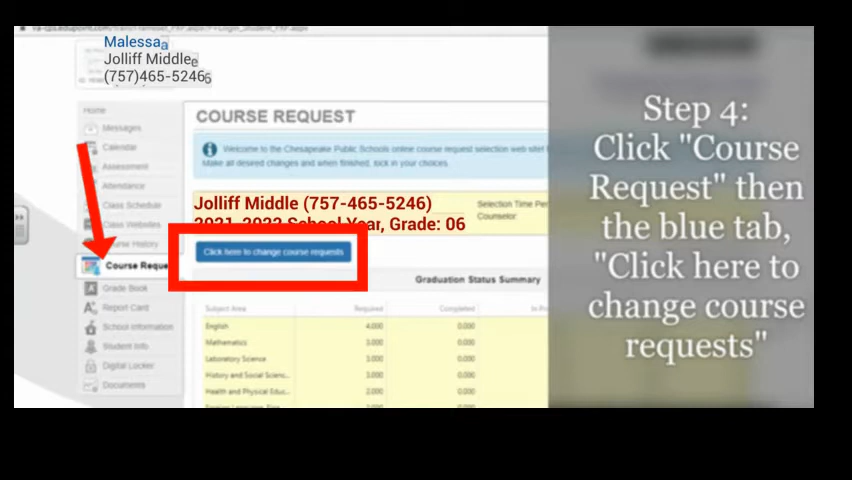 Malessa
Jolliff Middle
(757)465-5246
Home
Messages
Calendar
Assessment
Attendance
Class Schedule
Class Websites
Course History
Course Reque
Grade Book
Report Card
School Information
Student Info
Digital Locker
Documents
COURSE REQUEST
Welcome to the Chesapeake Public Schools online course request selection web site!
Make all desired changes and when finished, lock in your choices.
Jolliff Middle (757-465-5246)
2021-2022 School Year, Grade: 06
Selection Time Per
Counselor
Click here to change course requests
Graduation Status Summary
Subject Area Required Completed In Pr
English 4.000 0.000
Mathematics 3.000 0.000
Laboratory Science 3.000 0.000
History and Social Scienc... 3.000 0.000
Health and Physical Educ... 2.000 0.000
Step 4:
Click "Course
Request" then
the blue tab,
"Click here to
change course
requests"